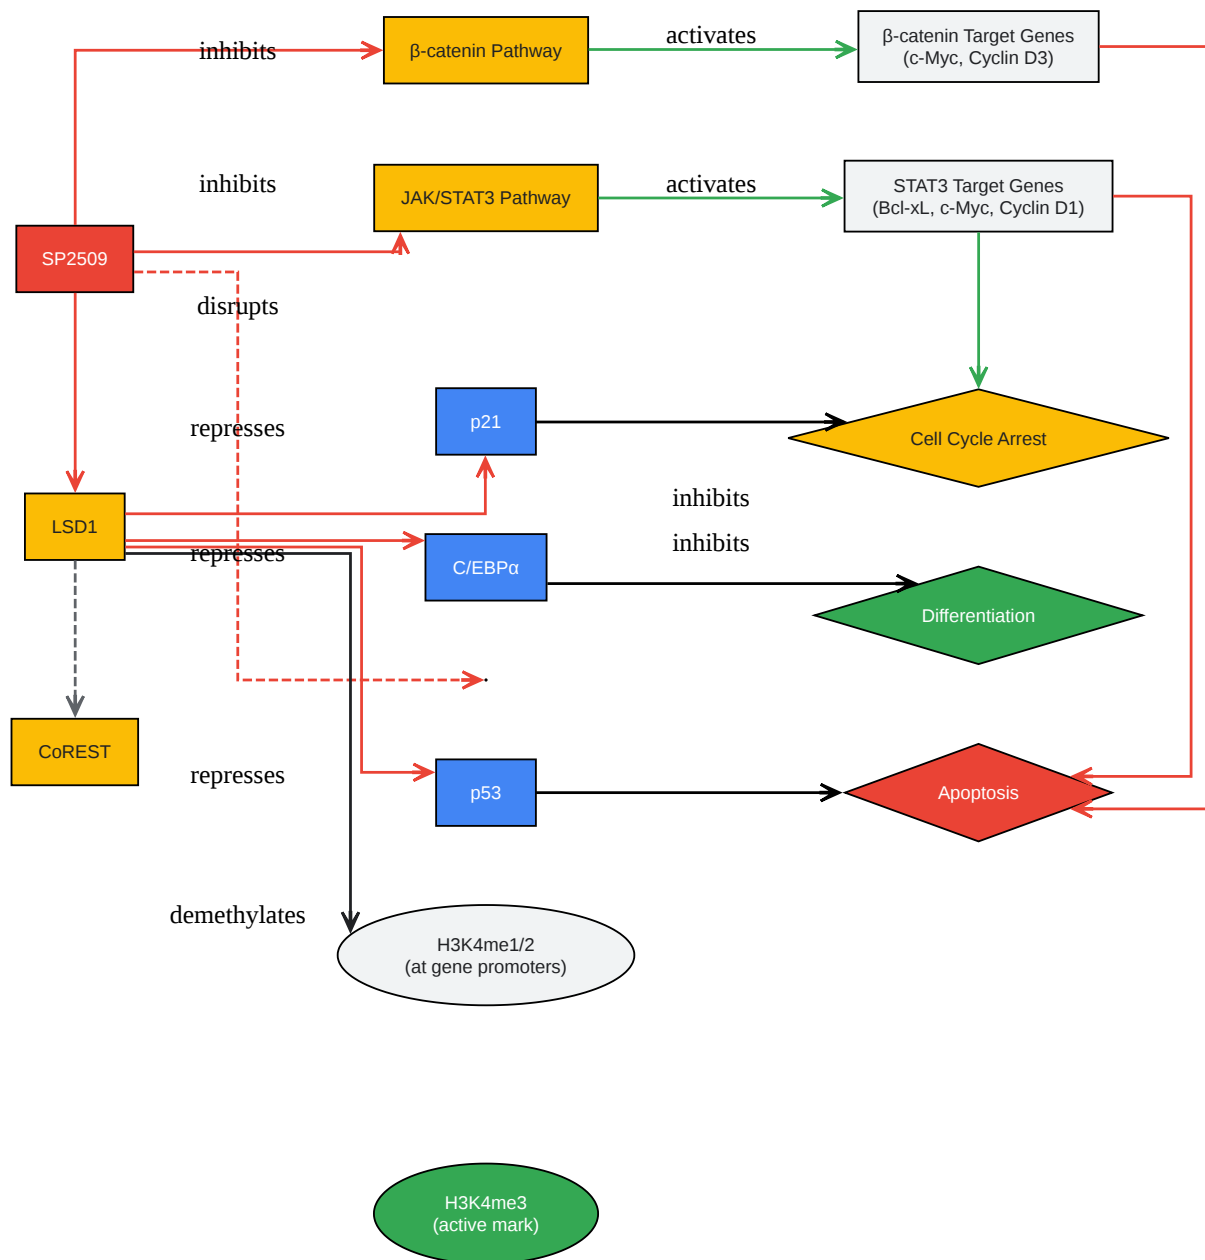 inhibits
β-catenin Pathway
activates
β-catenin Target Genes
(c-Myc, Cyclin D3)
inhibits
JAK/STAT3 Pathway
activates
STAT3 Target Genes
(Bcl-xL, c-Myc, Cyclin D1)
SP2509
disrupts
represses
p21
Cell Cycle Arrest
inhibits
LSD1
inhibits
represses
C/EBPα
Differentiation
CoREST
represses
p53
Apoptosis
demethylates
H3K4me1/2
(at gene promoters)
H3K4me3
(active mark)